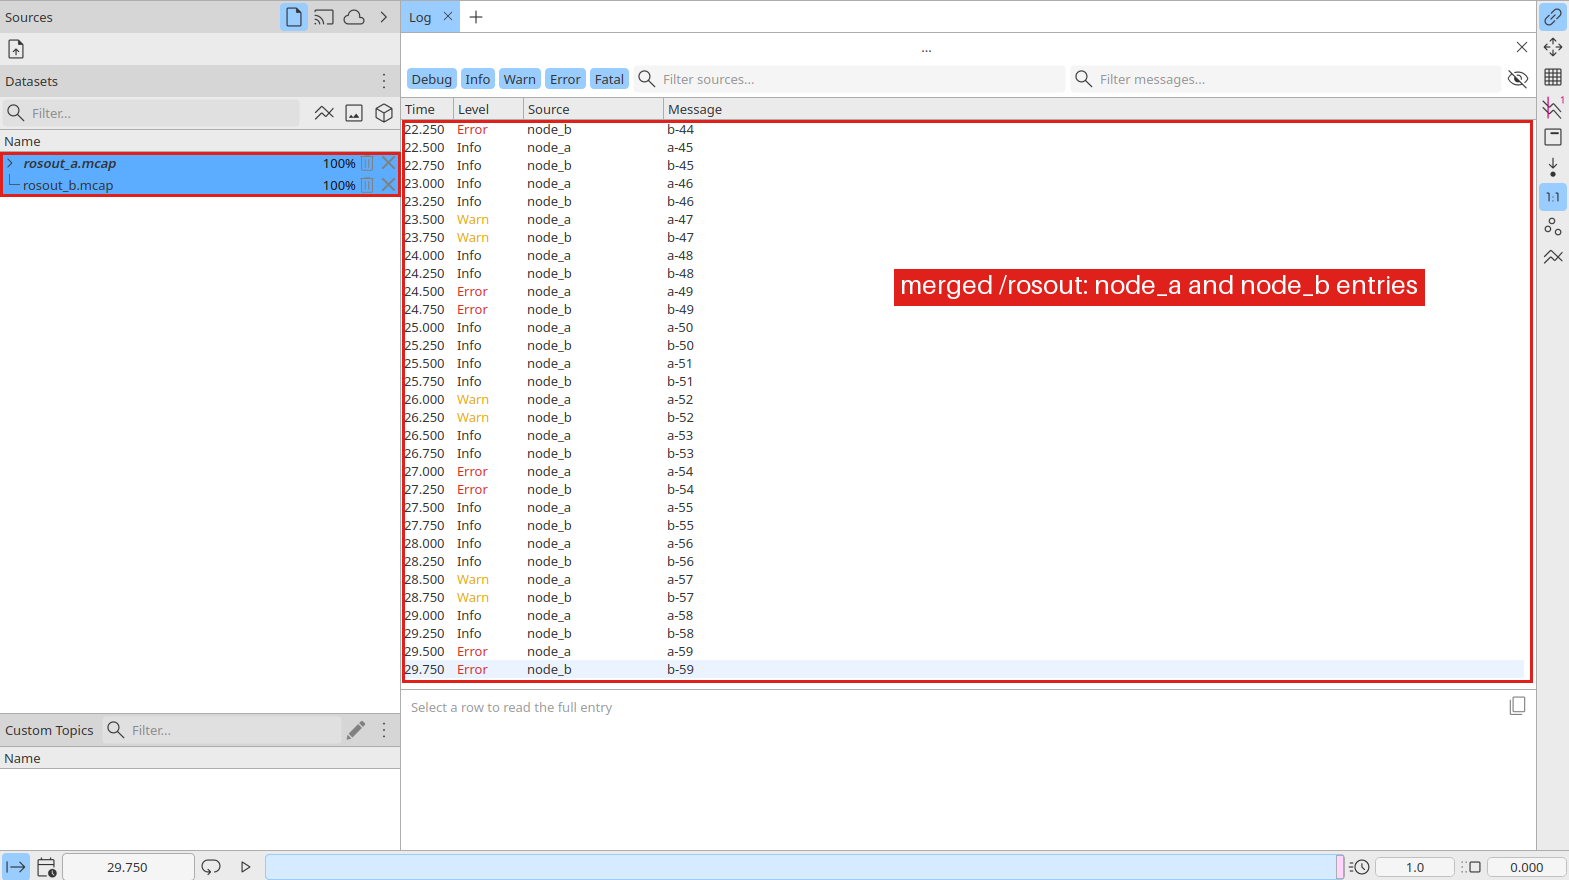 Sources
Log
...
Datasets
Debug Info Warn Error Fatal Filter sources... Filter messages...
Filter...
Time Level Source Message
Name
rosout_a.mcap 100%
rosout_b.mcap 100%
22.250 Error node_b b-44
22.500 Info node_a a-45
22.750 Info node_b b-45
23.000 Info node_a a-46
23.250 Info node_b b-46
23.500 Warn node_a a-47
23.750 Warn node_b b-47
24.000 Info node_a a-48
24.250 Info node_b b-48
24.500 Error node_a a-49
24.750 Error node_b b-49
25.000 Info node_a a-50
25.250 Info node_b b-50
25.500 Info node_a a-51
25.750 Info node_b b-51
26.000 Warn node_a a-52
26.250 Warn node_b b-52
26.500 Info node_a a-53
26.750 Info node_b b-53
27.000 Error node_a a-54
27.250 Error node_b b-54
27.500 Info node_a a-55
27.750 Info node_b b-55
28.000 Info node_a a-56
28.250 Info node_b b-56
28.500 Warn node_a a-57
28.750 Warn node_b b-57
29.000 Info node_a a-58
29.250 Info node_b b-58
29.500 Error node_a a-59
29.750 Error node_b b-59
merged /rosout: node_a and node_b entries
Select a row to read the full entry
Custom Topics Filter...
Name
29.750
1.0
0.000
1
1:1